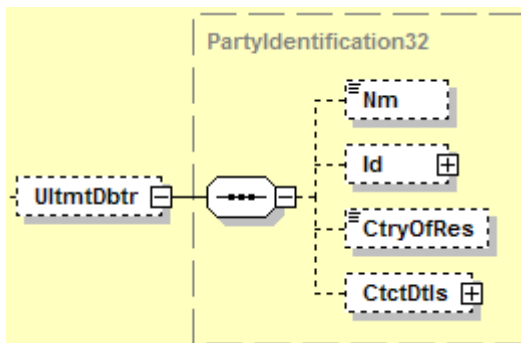 PartyIdentification32
Nm
Id
UltmtDbtr
CtryOfRes
CtctDtls